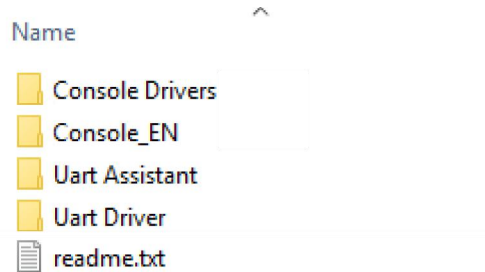 Name
Console Drivers
Console_EN
Uart Assistant
Uart Driver
readme.txt